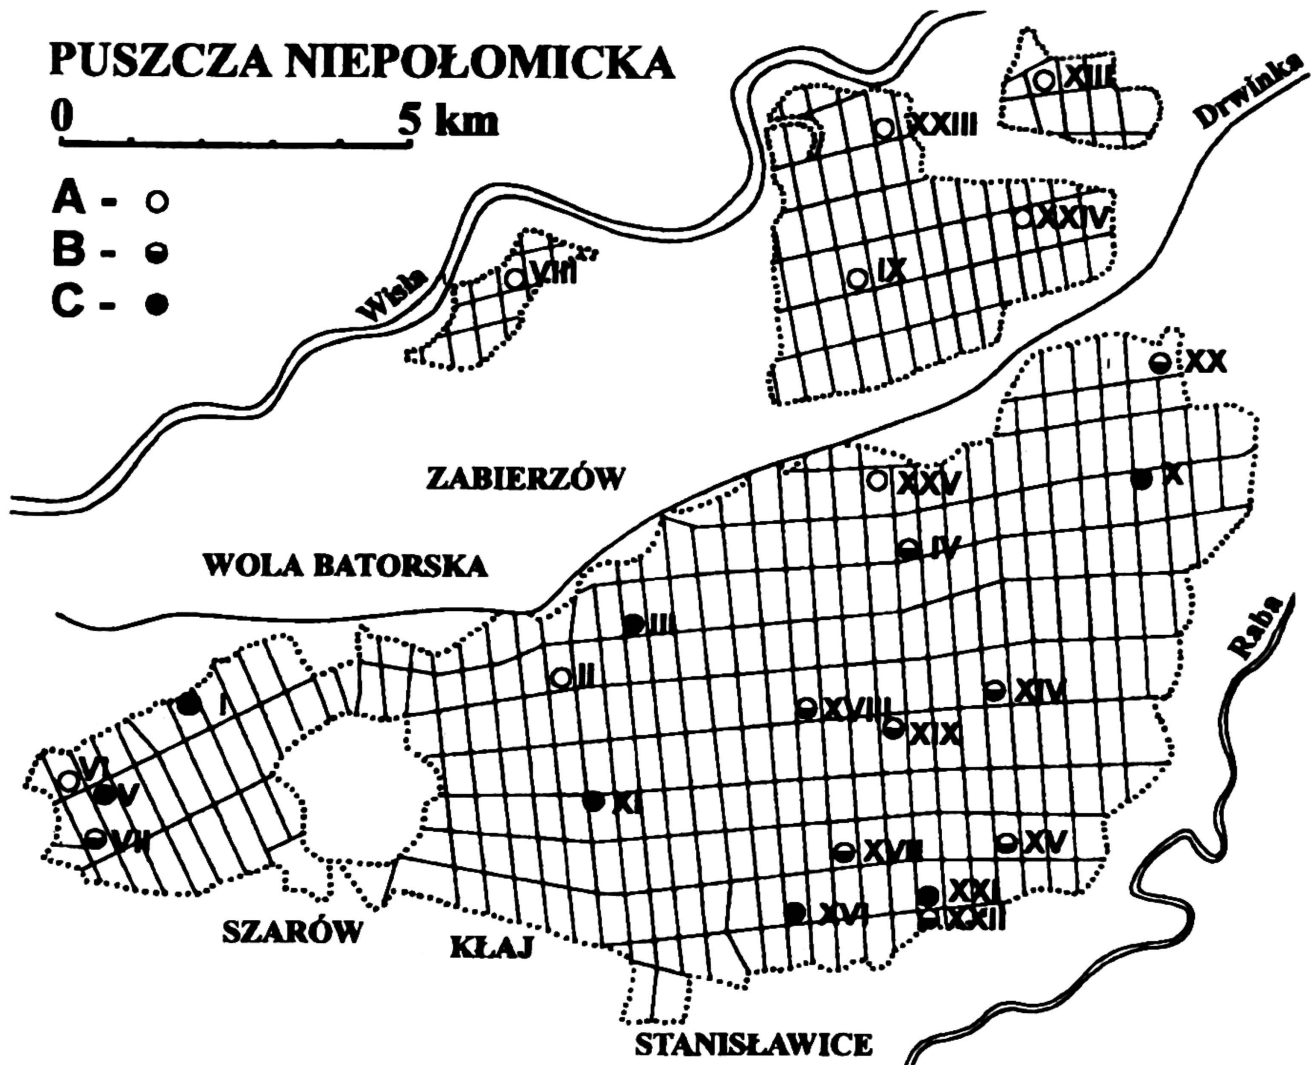 PUSZCZA NIEPOŁOMICKA
0 5 km
A -
B -
C -
Wisła
Drwinka
Raba
XIII
XXIII
XXIV
VIII
IX
XX
ZABIERZÓW
XXV
X
WOLA BATORSKA
IV
III
II
I
XIV
XVIII
XIX
VI
V
XI
VII
XVII
XV
XXI
XVI
XXII
SZARÓW
KŁAJ
STANISŁAWICE